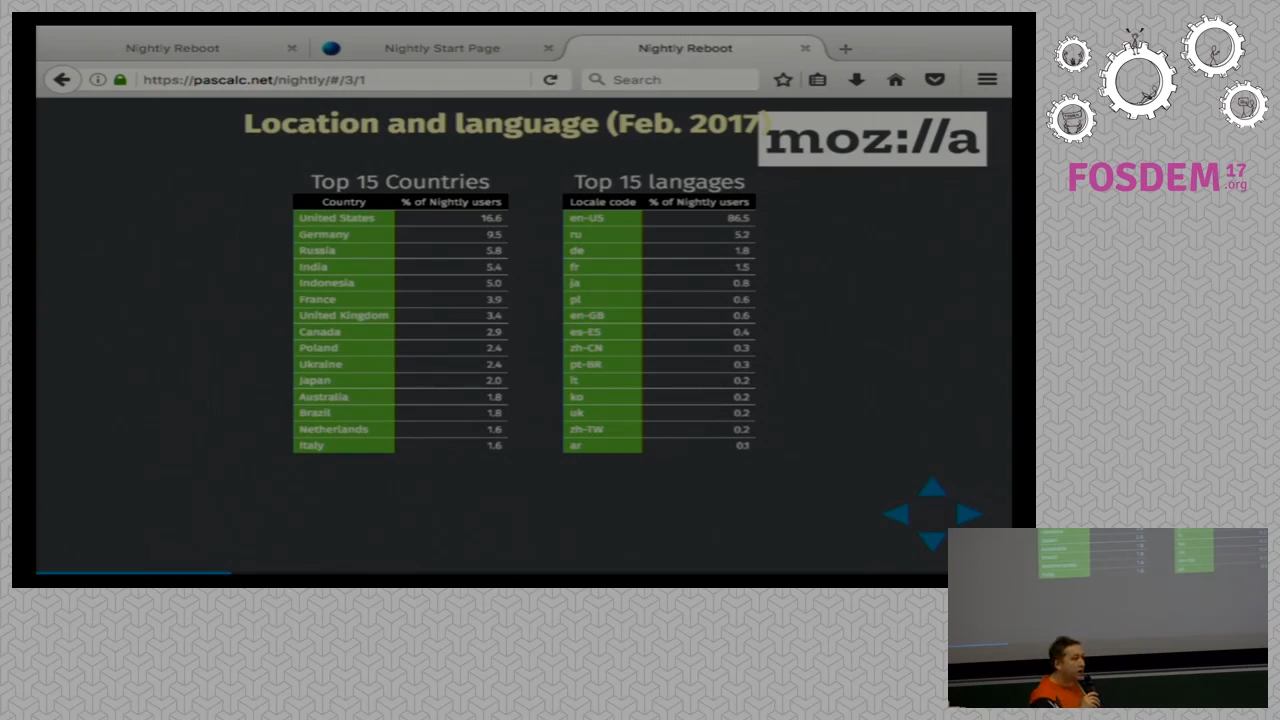 Nightly Reboot
Nightly Start Page
Nightly Reboot
https://pascalc.net/nightly/#/3/1
Search
Location and language (Feb. 2017)
moz://a
Top 15 Countries
Country % of Nightly users
United States 16.6
Germany 9.5
Russia 5.8
India 5.4
Indonesia 5.0
France 3.9
United Kingdom 3.4
Canada 2.9
Poland 2.4
Ukraine 2.4
Japan 2.0
Australia 1.8
Brazil 1.8
Netherlands 1.6
Italy 1.6
Top 15 langages
Locale code % of Nightly users
en-US 86.5
ru 5.2
de 1.8
fr 1.5
ja 0.8
pl 0.6
en-GB 0.6
es-ES 0.4
zh-CN 0.3
pt-BR 0.3
it 0.2
ko 0.2
uk 0.2
zh-TW 0.2
ar 0.1
FOSDEM 17
.org